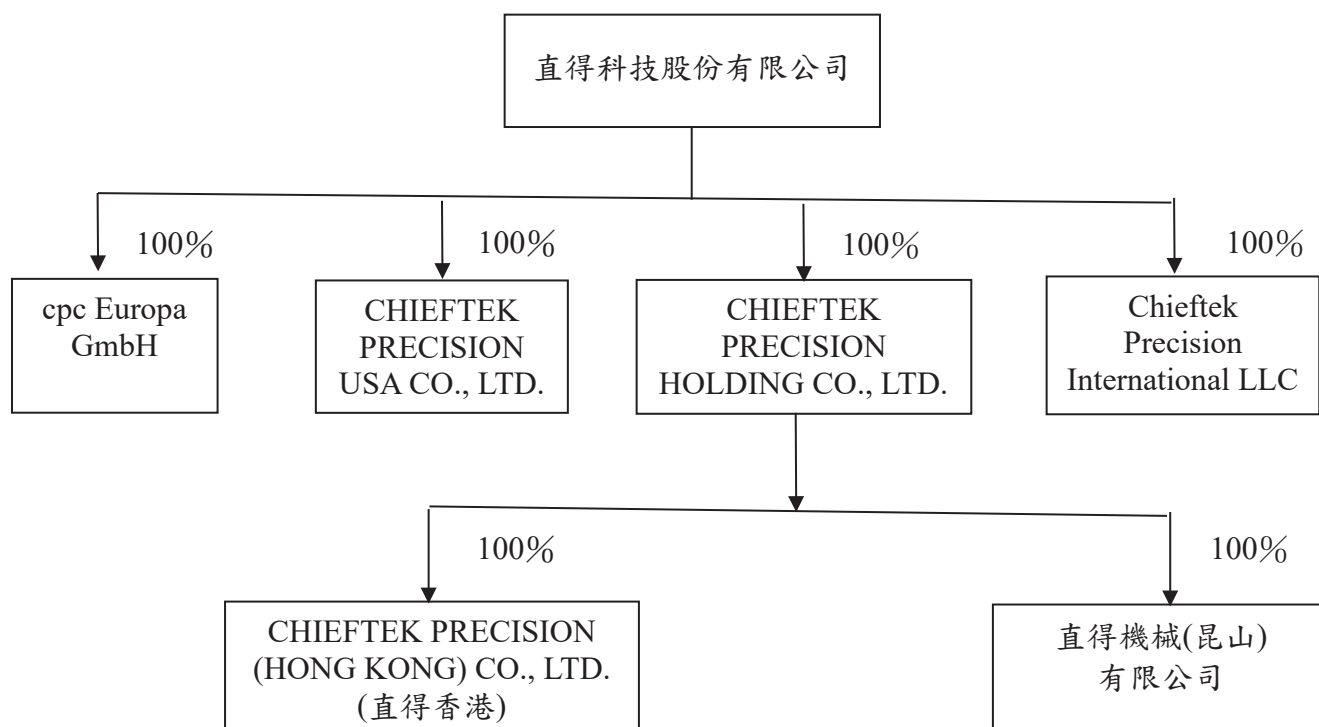 直得科技股份有限公司
100%
100%
100%
100%
cpc Europa
GmbH
CHIEFTEK
PRECISION
USA CO., LTD.
CHIEFTEK
PRECISION
HOLDING CO., LTD.
Chieftek
Precision
International LLC
100%
100%
CHIEFTEK PRECISION
(HONG KONG) CO., LTD.
(直得香港)
直得機械(昆山)
有限公司